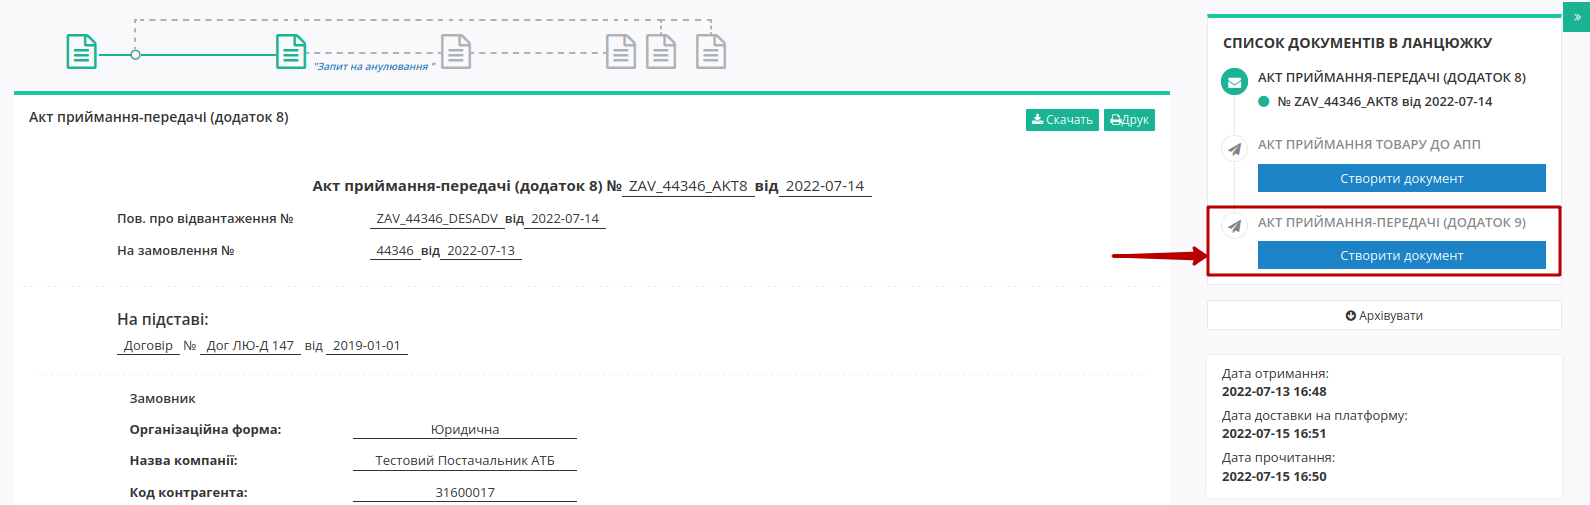 "Запит на анулювання "
Акт приймання-передачі (додаток 8)
Скачать
Друк
Акт приймання-передачі (додаток 8) № ZAV_44346_AKT8 від 2022-07-14
Пов. про відвантаження № ZAV_44346_DESADV від 2022-07-14
На замовлення № 44346 від 2022-07-13
На підставі:
Договір № Дог ЛЮ-Д 147 від 2019-01-01
Замовник
Організаційна форма: Юридична
Назва компанії: Тестовий Постачальник АТБ
Код контрагента: 31600017
»
СПИСОК ДОКУМЕНТІВ В ЛАНЦЮЖКУ
АКТ ПРИЙМАННЯ-ПЕРЕДАЧІ (ДОДАТОК 8)
№ ZAV_44346_AKT8 від 2022-07-14
АКТ ПРИЙМАННЯ ТОВАРУ ДО АПП
Створити документ
АКТ ПРИЙМАННЯ-ПЕРЕДАЧІ (ДОДАТОК 9)
Створити документ
Архівувати
Дата отримання:
2022-07-13 16:48
Дата доставки на платформу:
2022-07-15 16:51
Дата прочитання:
2022-07-15 16:50